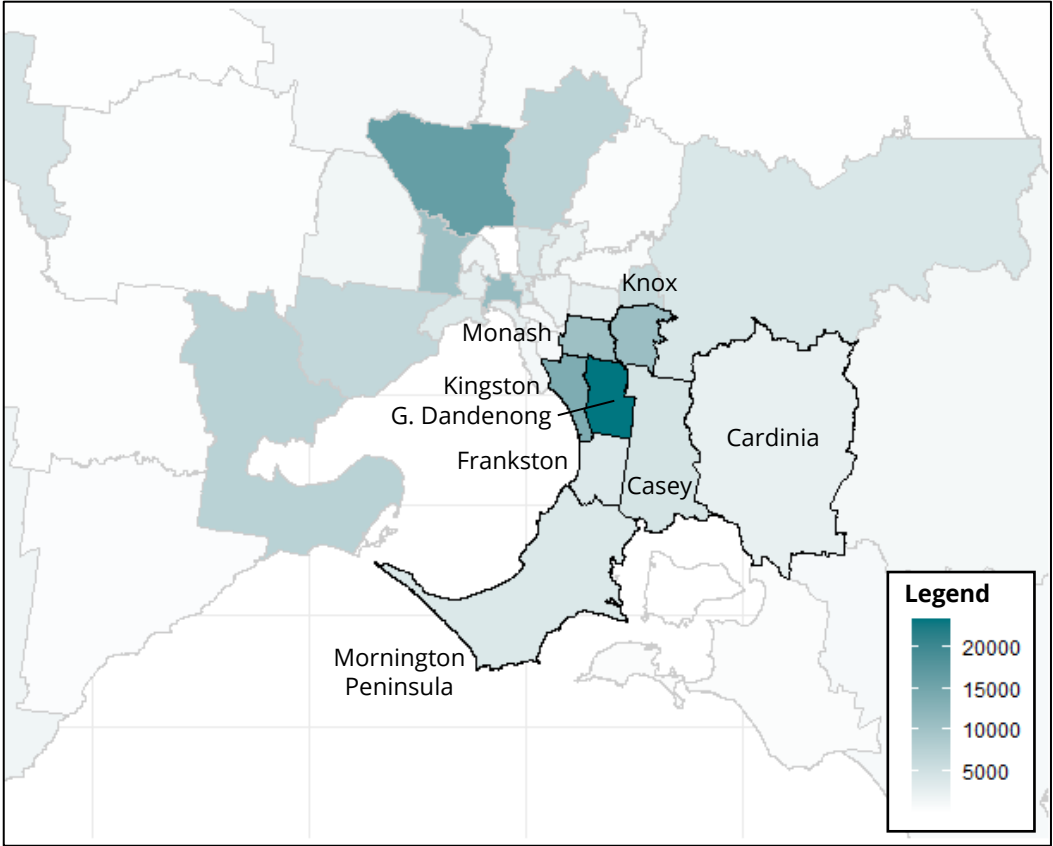 Knox
Monash
Kingston
G. Dandenong
Cardinia
Frankston
Casey
Mornington
Peninsula
Legend
20000
15000
10000
5000